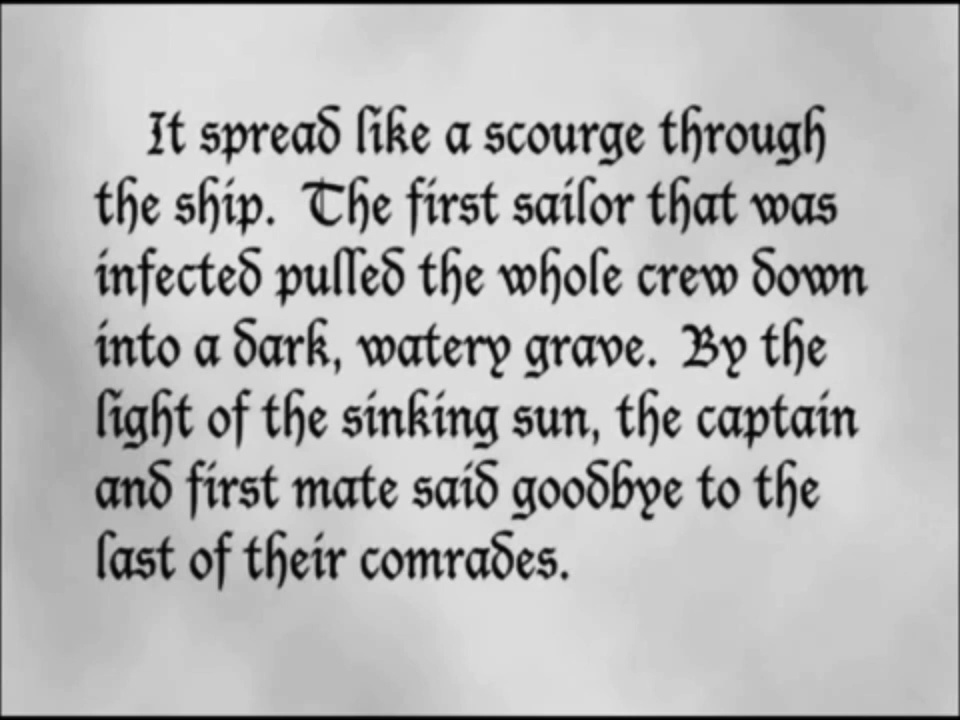 It spread like a scourge through
the ship. The first sailor that was
infected pulled the whole crew down
into a dark, watery grave. By the
light of the sinking sun, the captain
and first mate said goodbye to the
last of their comrades.